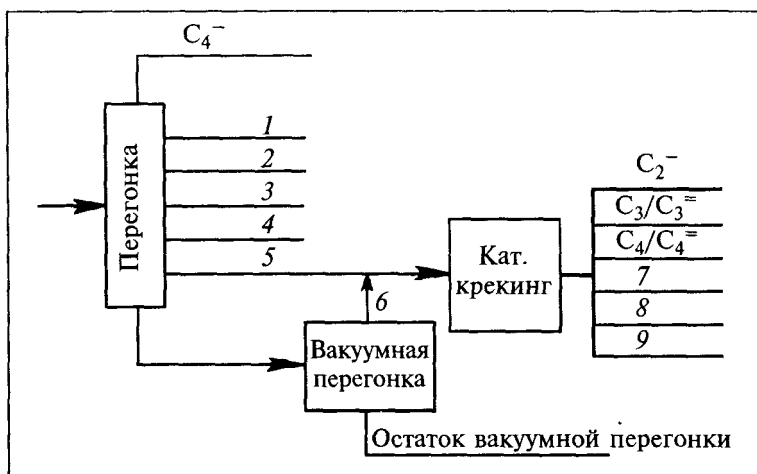 C₄⁻
Перегонка
1
2
3
4
5
6
Вакуумная
перегонка
Остаток вакуумной перегонки
Кат.
крекинг
C₂⁻
C₃/C₃⁼
C₄/C₄⁼
7
8
9